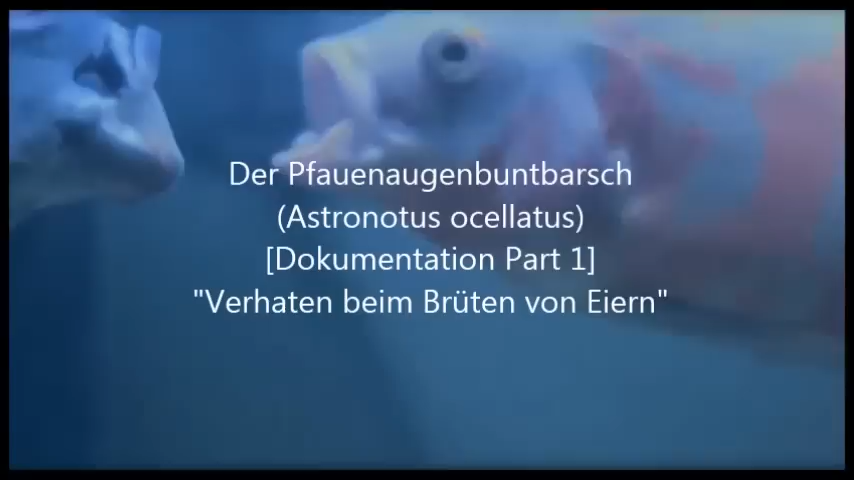 Der Pfauenaugenbuntbarsch
(Astronotus ocellatus)
[Dokumentation Part 1]
"Verhaten beim Brüten von Eiern"